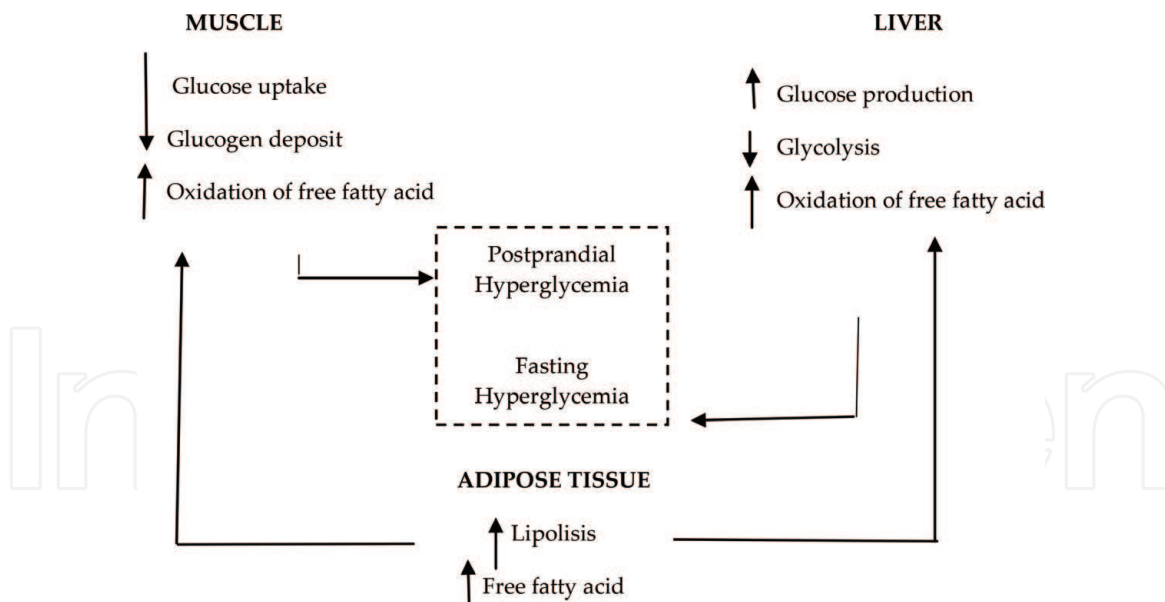 MUSCLE
Glucose uptake
Glucogen deposit
Oxidation of free fatty acid
LIVER
Glucose production
Glycolysis
Oxidation of free fatty acid
Postprandial
Hyperglycemia
Fasting
Hyperglycemia
ADIPOSE TISSUE
Lipolisis
Free fatty acid